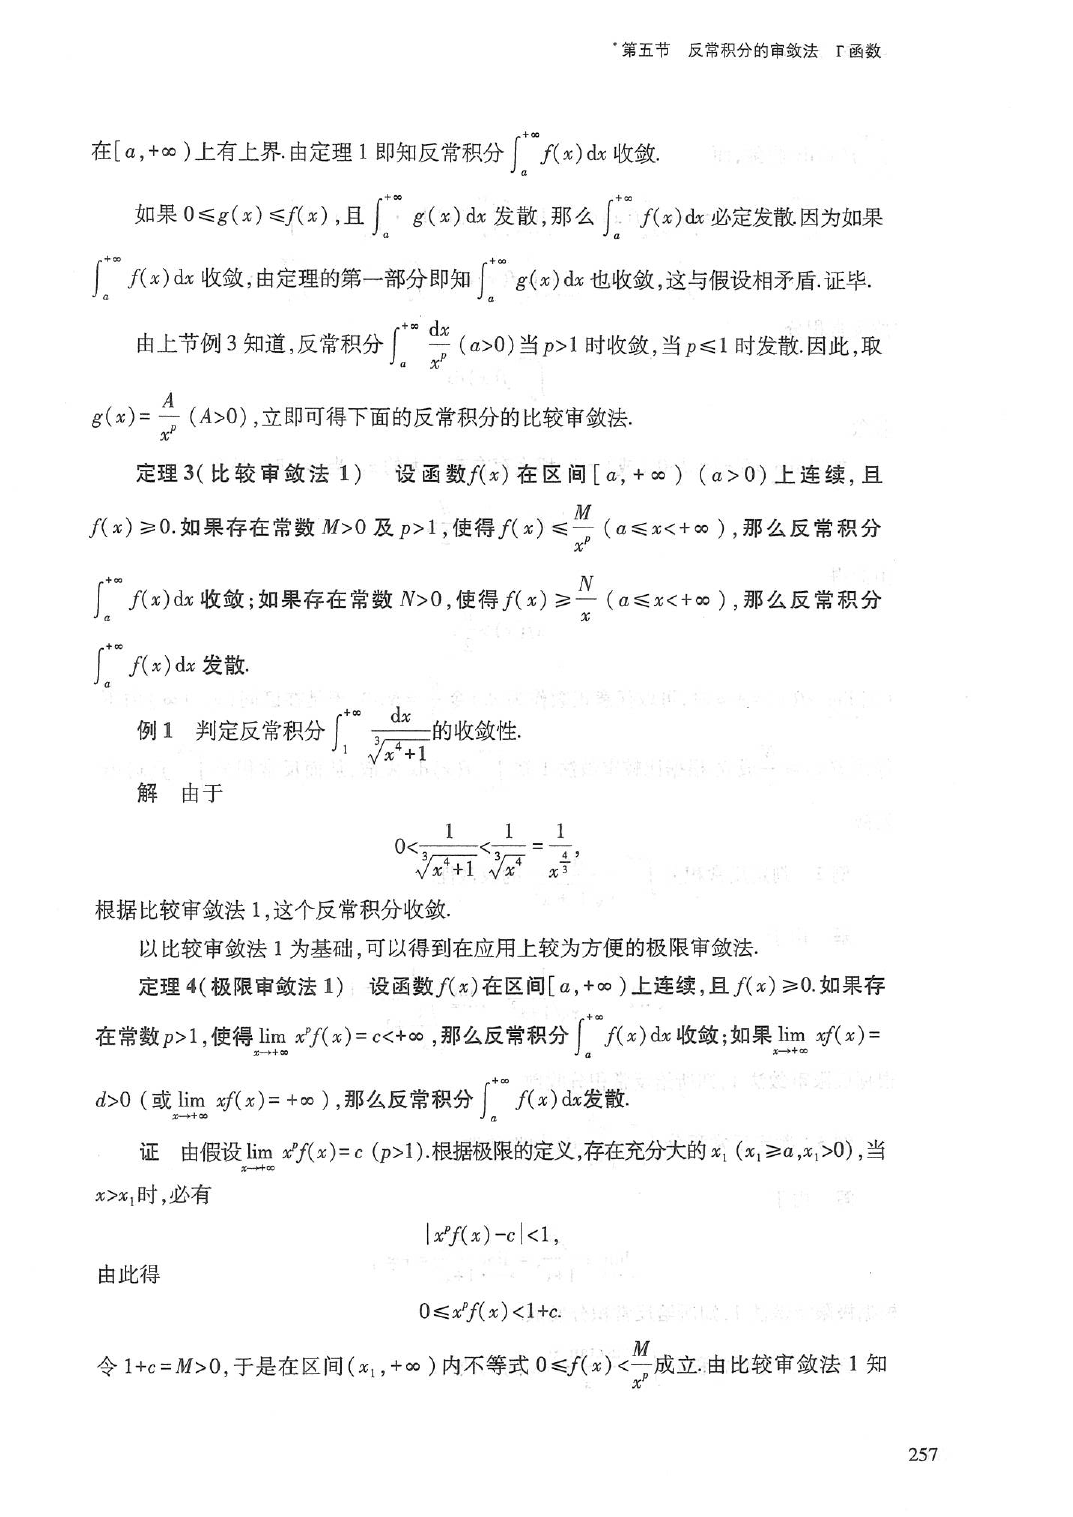 *第五节 反常积分的审敛法 Γ函数
在[a,+∞)上有上界.由定理1即知反常积分∫_a^{+∞} f(x)dx 收敛.
如果 0≤g(x)≤f(x),且∫_a^{+∞} g(x)dx 发散,那么∫_a^{+∞} f(x)dx 必定发散.因为如果
∫_a^{+∞} f(x)dx 收敛,由定理的第一部分即知∫_a^{+∞} g(x)dx 也收敛,这与假设相矛盾.证毕.
由上节例3知道,反常积分∫_a^{+∞} dx/x^p (a>0)当p>1时收敛,当p≤1时发散.因此,取
g(x)=A/x^p (A>0),立即可得下面的反常积分的比较审敛法.
定理3(比较审敛法1) 设函数f(x)在区间[a,+∞)(a>0)上连续,且
f(x)≥0.如果存在常数M>0及p>1,使得f(x)≤M/x^p (a≤x<+∞),那么反常积分
∫_a^{+∞} f(x)dx 收敛;如果存在常数N>0,使得f(x)≥N/x (a≤x<+∞),那么反常积分
∫_a^{+∞} f(x)dx 发散.
例1 判定反常积分∫_1^{+∞} dx/∛(x^4+1) 的收敛性.
解 由于
0<1/∛(x^4+1)<1/∛(x^4)=1/x^{4/3},
根据比较审敛法1,这个反常积分收敛.
以比较审敛法1为基础,可以得到在应用上较为方便的极限审敛法.
定理4(极限审敛法1) 设函数f(x)在区间[a,+∞)上连续,且f(x)≥0.如果存
在常数p>1,使得lim_{x→+∞} x^p f(x)=c<+∞,那么反常积分∫_a^{+∞} f(x)dx 收敛;如果lim_{x→+∞} xf(x)=
d>0 (或lim_{x→+∞} xf(x)=+∞),那么反常积分∫_a^{+∞} f(x)dx发散.
证 由假设lim_{x→+∞} x^p f(x)=c (p>1).根据极限的定义,存在充分大的x₁ (x₁≥a,x₁>0),当
x>x₁时,必有
|x^p f(x)-c|<1,
由此得
0≤x^p f(x)<1+c.
令1+c=M>0,于是在区间(x₁,+∞)内不等式0≤f(x)<M/x^p成立.由比较审敛法1知
257